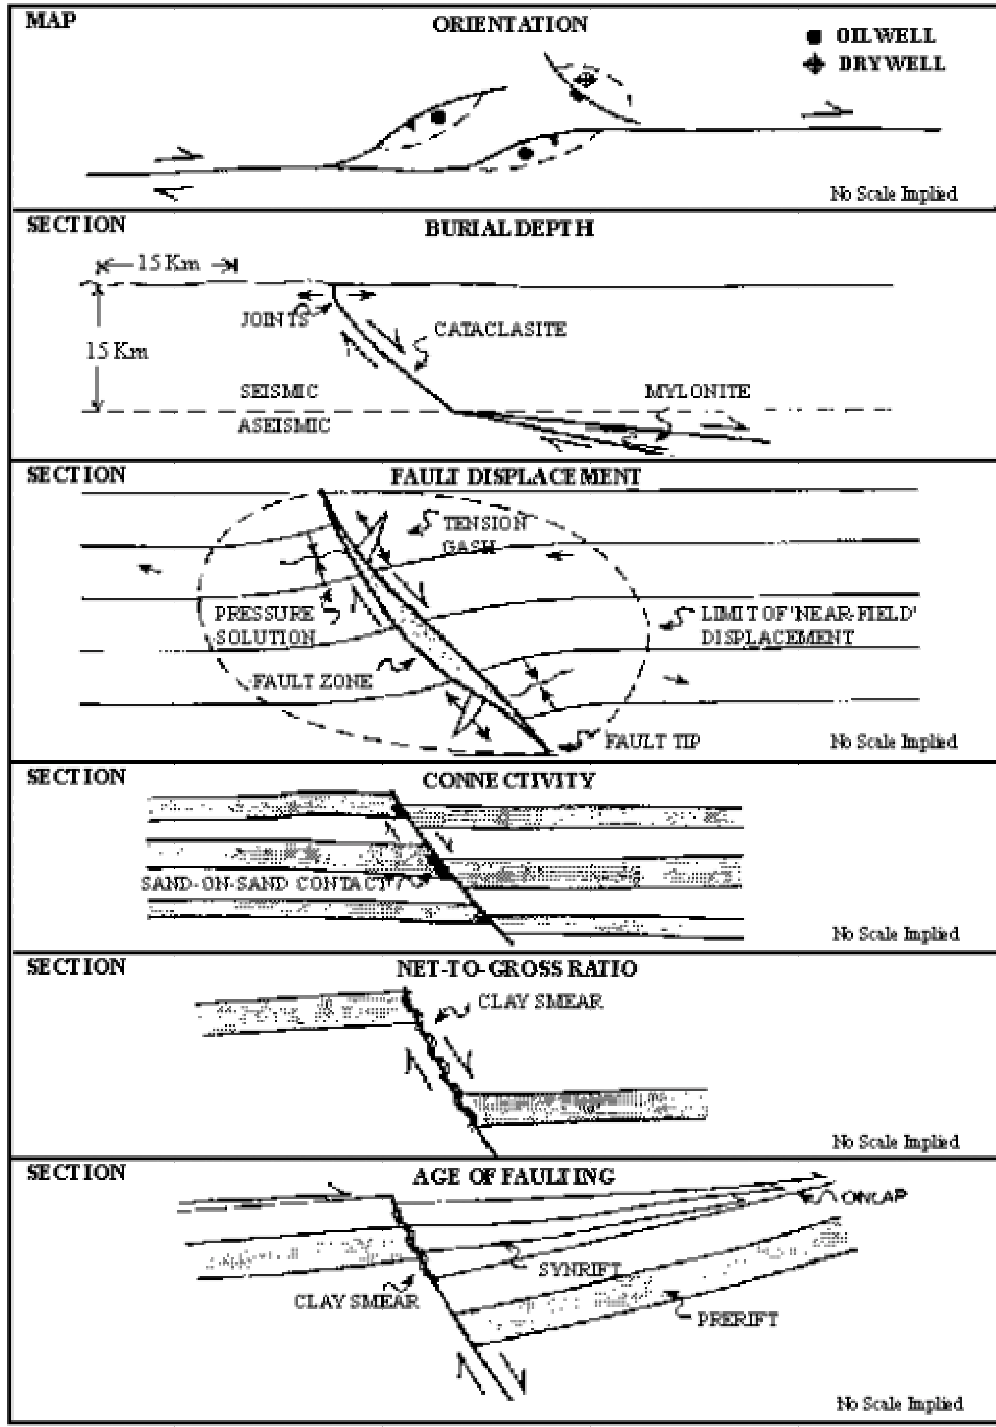 MAP
ORIENTATION
OIL WELL
DRY WELL
No Scale Implied
SECTION
BURIAL DEPTH
15 Km
JOINTS
CATACLASITE
15 Km
SEISMIC
MYLONITE
ASEISMIC
SECTION
FAULT DISPLACEMENT
TENSION
GASH
PRESSURE
SOLUTION
LIMIT OF 'NEAR-FIELD'
DISPLACEMENT
FAULT ZONE
FAULT TIP
No Scale Implied
SECTION
CONNECTIVITY
SAND-ON-SAND CONTACT
No Scale Implied
SECTION
NET-TO-GROSS RATIO
CLAY SMEAR
No Scale Implied
SECTION
AGE OF FAULTING
ONLAP
SYNRIFT
CLAY SMEAR
PRERIFT
No Scale Implied